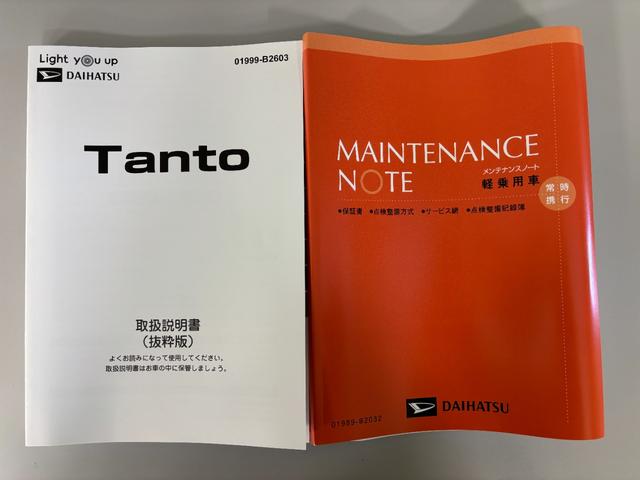 Light you up
DAIHATSU
01999-B2603
Tanto
取扱説明書
(抜粋版)
よくお読みになって使用してください。
取扱説明書はお車の中に保管しましょう。
MAINTENANCE
NOTE
メンテナンスノート
軽乗用車
常時
携行
●保証書 ●点検整備方式 ●サービス網 ●点検整備記録簿
01989-B2032
DAIHATSU